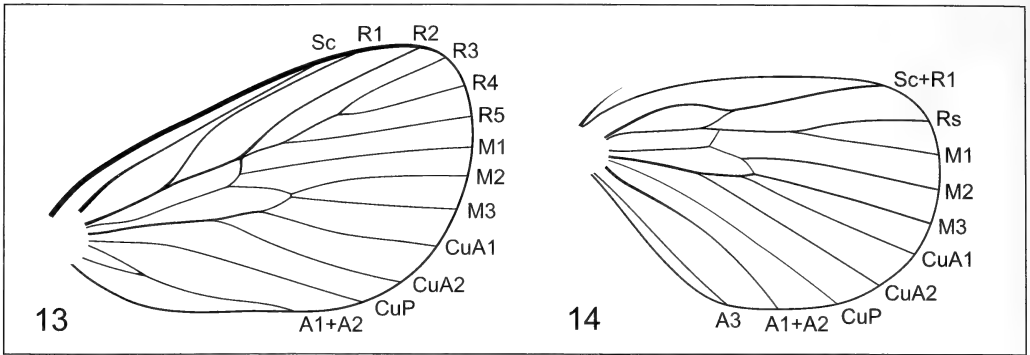 Sc
R1
R2
R3
R4
R5
M1
M2
M3
CuA1
CuA2
CuP
A1+A2
13
Sc+R1
Rs
M1
M2
M3
CuA1
CuA2
CuP
A1+A2
A3
14